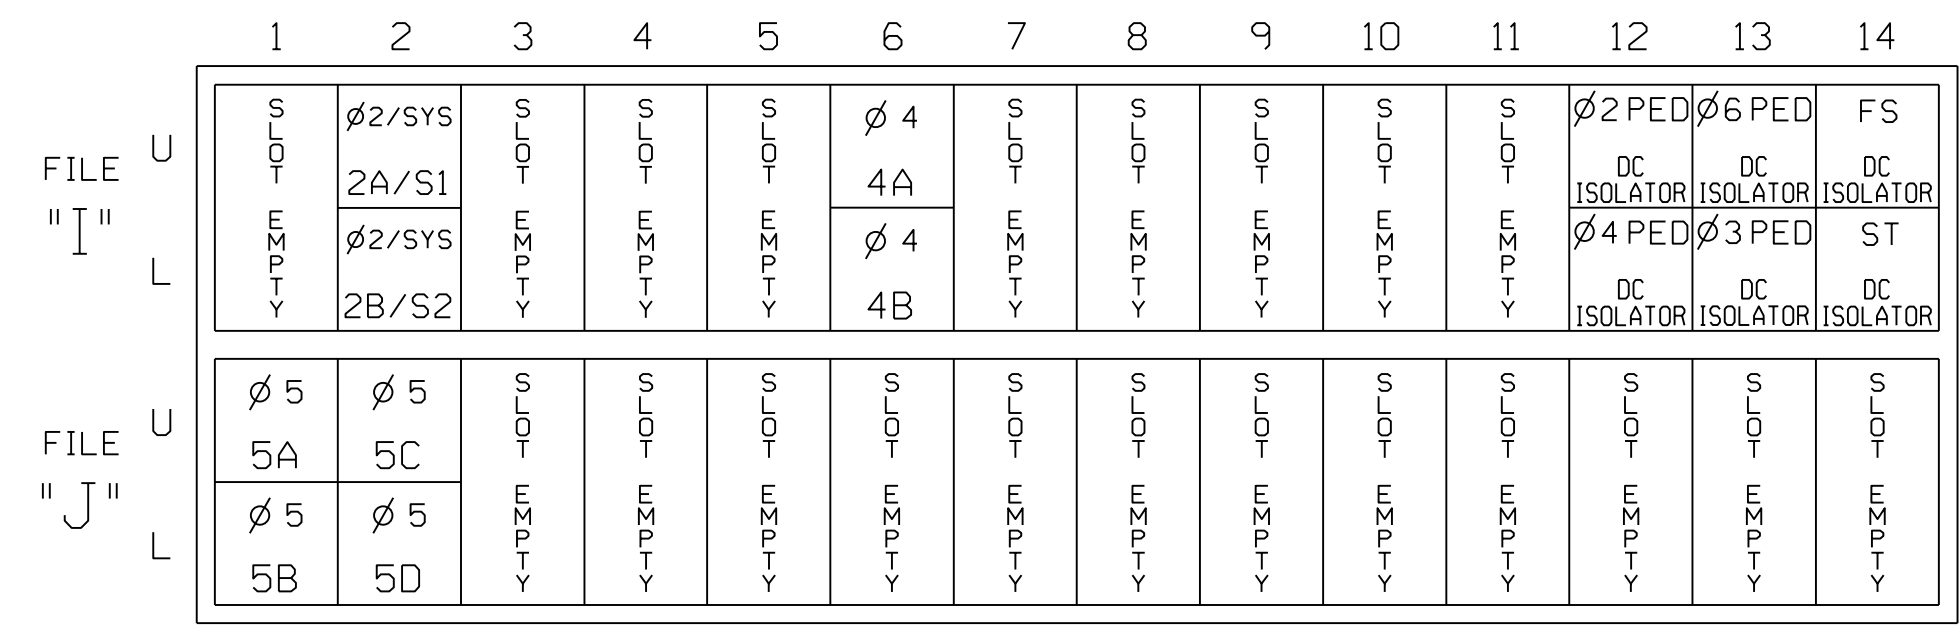 1 2 3 4 5 6 7 8 9 10 11 12 13 14
FILE "I"
U
L
SLOT EMPTY
Ø2/SYS
2A/S1
Ø2/SYS
2B/S2
SLOT EMPTY
SLOT EMPTY
SLOT EMPTY
Ø 4
4A
Ø 4
4B
SLOT EMPTY
SLOT EMPTY
SLOT EMPTY
SLOT EMPTY
SLOT EMPTY
Ø2 PED
DC
ISOLATOR
Ø4 PED
DC
ISOLATOR
Ø6 PED
DC
ISOLATOR
Ø3 PED
DC
ISOLATOR
FS
DC
ISOLATOR
ST
DC
ISOLATOR
FILE "J"
U
L
Ø 5
5A
Ø 5
5B
Ø 5
5C
Ø 5
5D
SLOT EMPTY
SLOT EMPTY
SLOT EMPTY
SLOT EMPTY
SLOT EMPTY
SLOT EMPTY
SLOT EMPTY
SLOT EMPTY
SLOT EMPTY
SLOT EMPTY
SLOT EMPTY
SLOT EMPTY